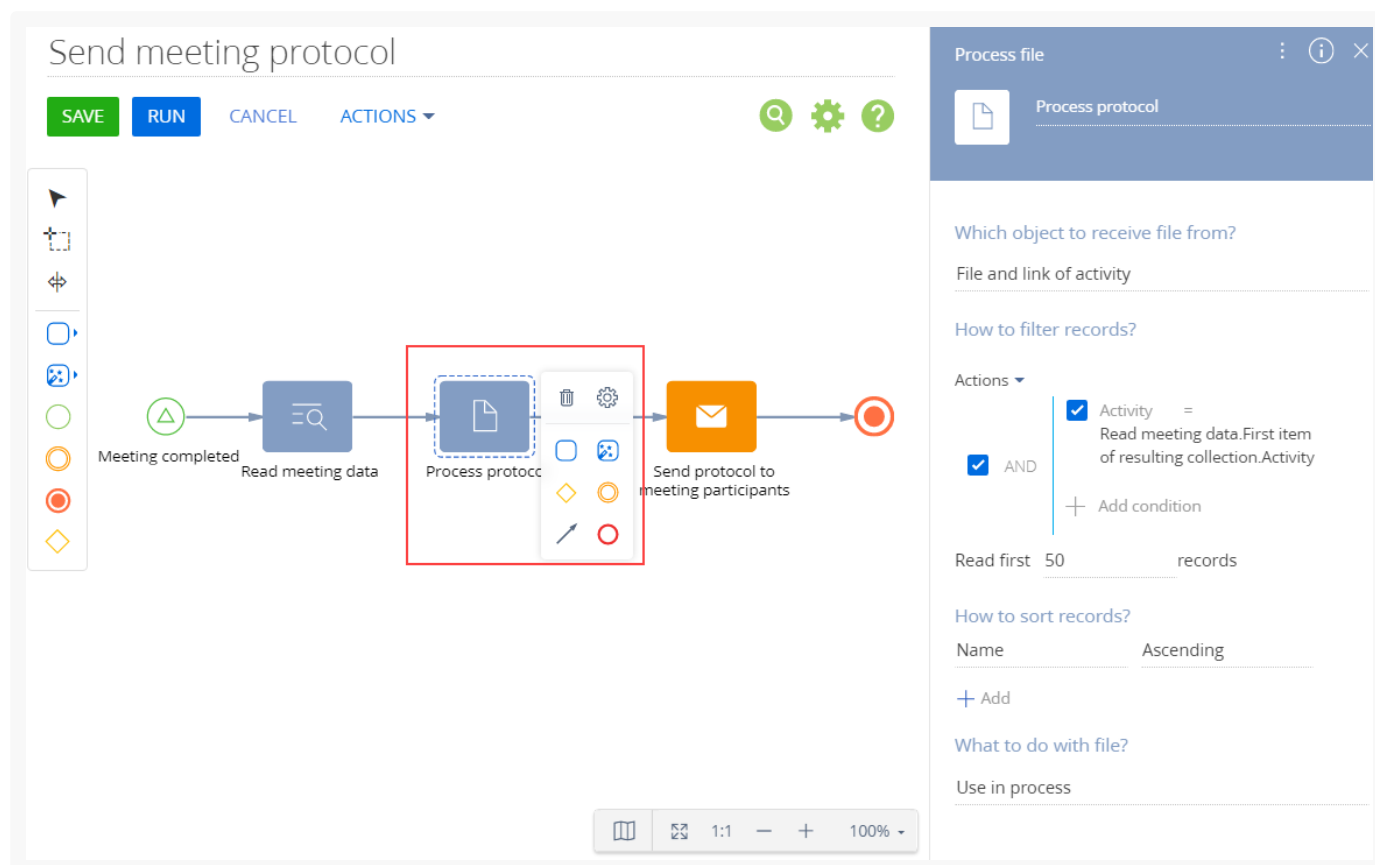 Send meeting protocol
SAVE
RUN
CANCEL
ACTIONS
Meeting completed
Read meeting data
Process protoco
Send protocol to
meeting participants
1:1
100%
Process file
Process protocol
Which object to receive file from?
File and link of activity
How to filter records?
Actions
Activity =
Read meeting data.First item
of resulting collection.Activity
AND
Add condition
Read first 50 records
How to sort records?
Name Ascending
Add
What to do with file?
Use in process